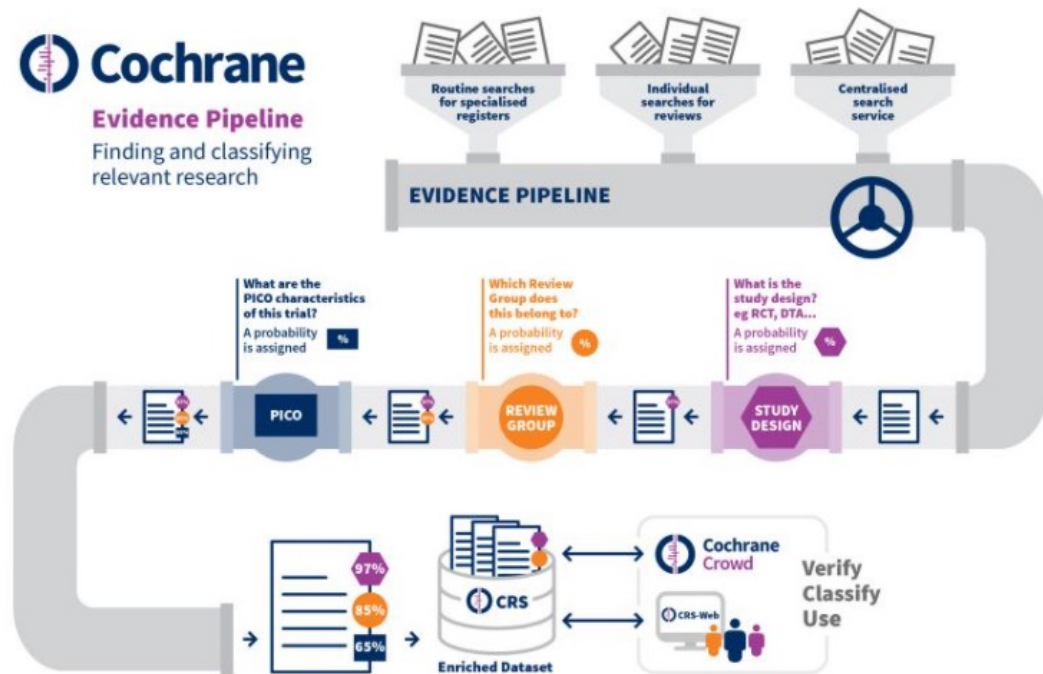 Cochrane
Evidence Pipeline
Finding and classifying
relevant research
Routine searches
for specialised
registers
Individual
searches for
reviews
Centralised
search
service
EVIDENCE PIPELINE
What are the
PICO characteristics
of this trial?
A probability
is assigned
%
Which Review
Group does
this belong to?
A probability
is assigned
%
What is the
study design?
eg RCT, DTA...
A probability
is assigned
%
PICO
REVIEW
GROUP
STUDY
DESIGN
97%
85%
65%
CRS
Enriched Dataset
Cochrane
Crowd
CRS-Web
Verify
Classify
Use